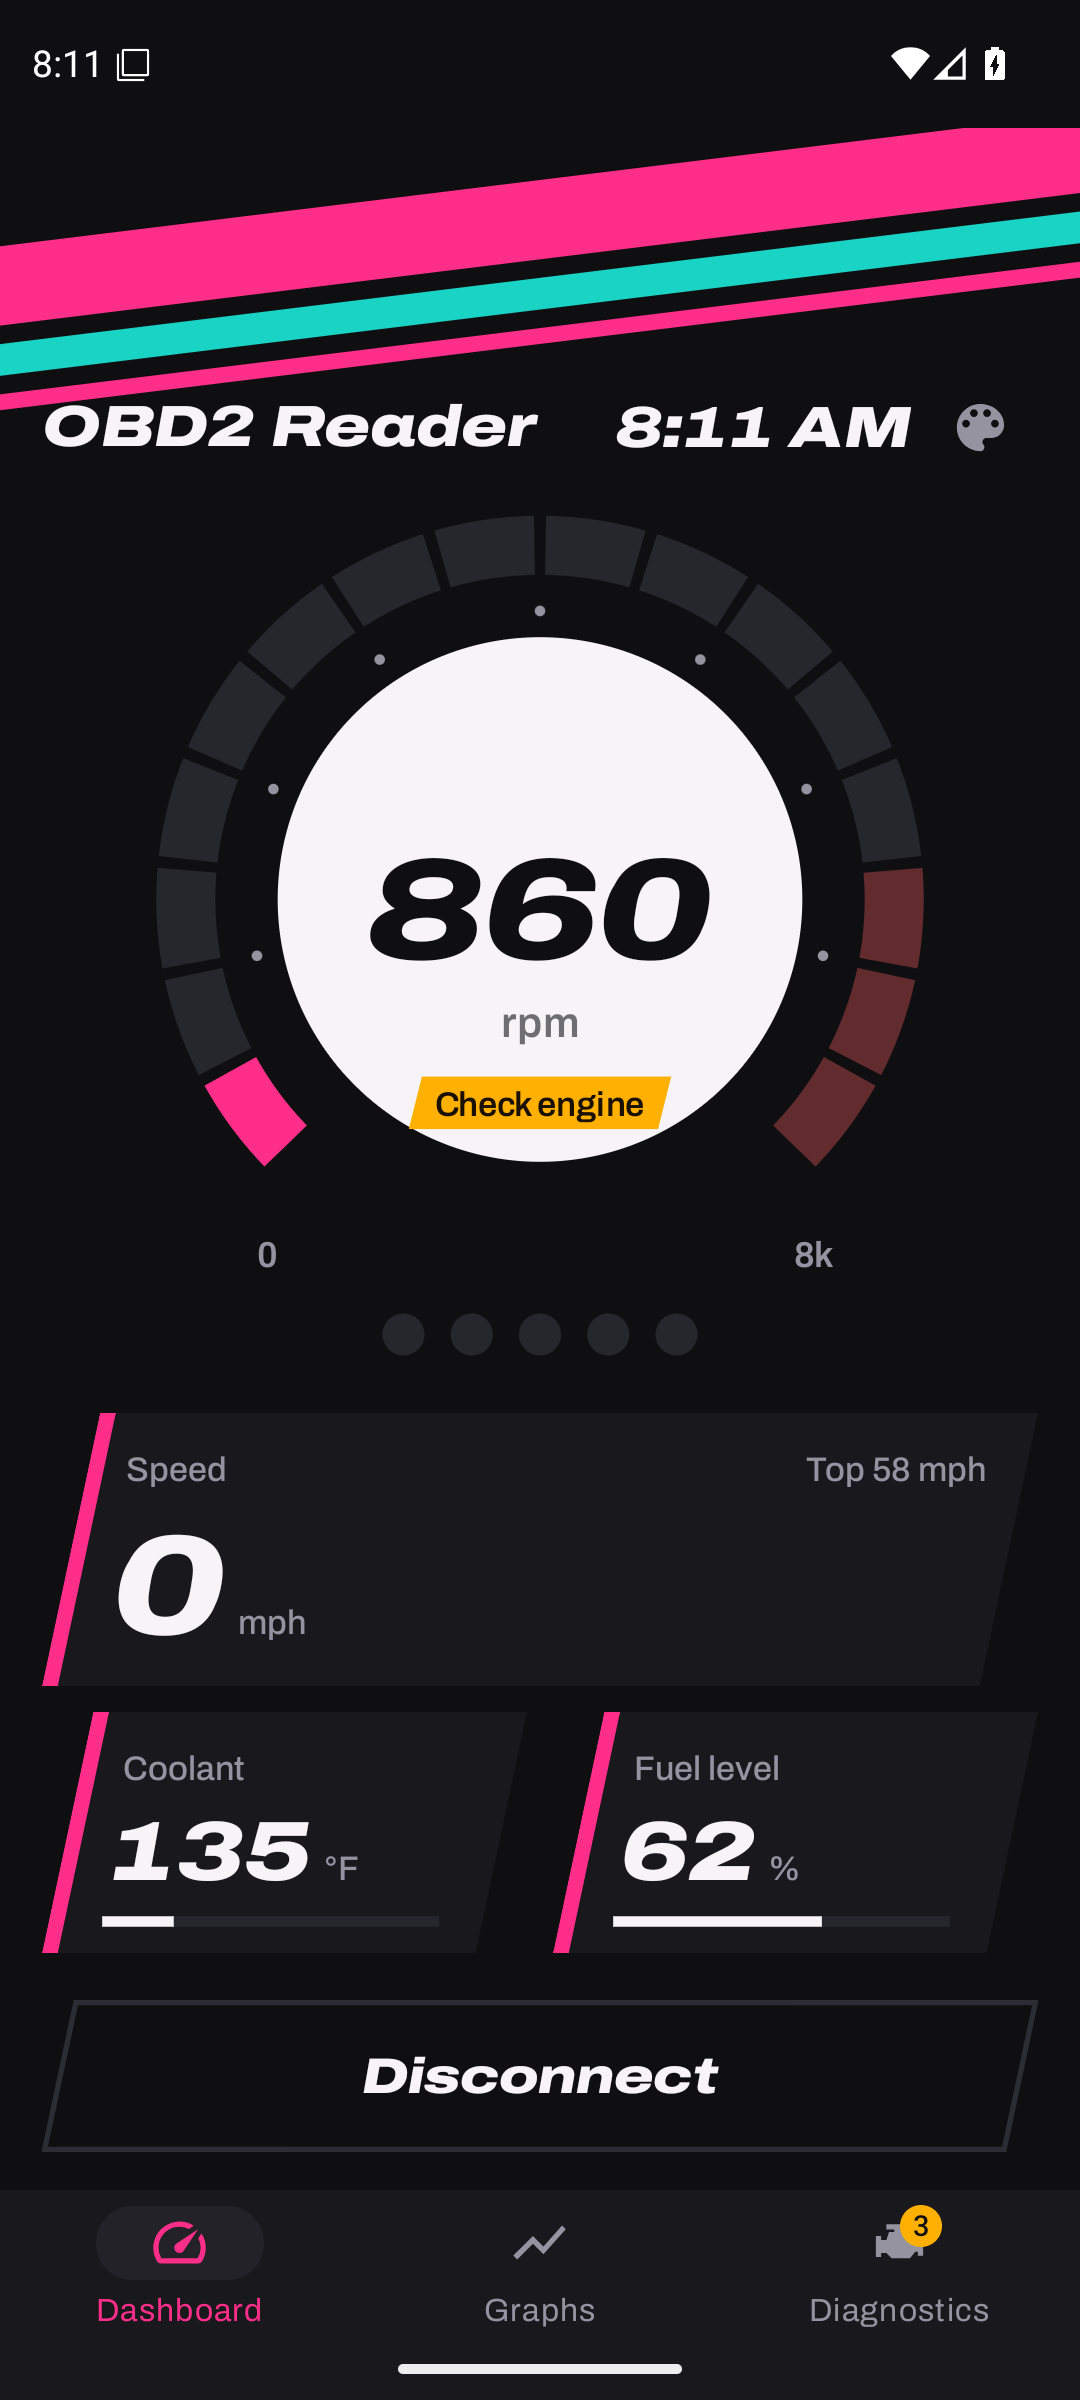 8:11
OBD2 Reader 8:11 AM
860
rpm
Check engine
0 8k
Speed Top 58 mph
0 mph
Coolant Fuel level
135 °F 62 %
Disconnect
3
Dashboard Graphs Diagnostics